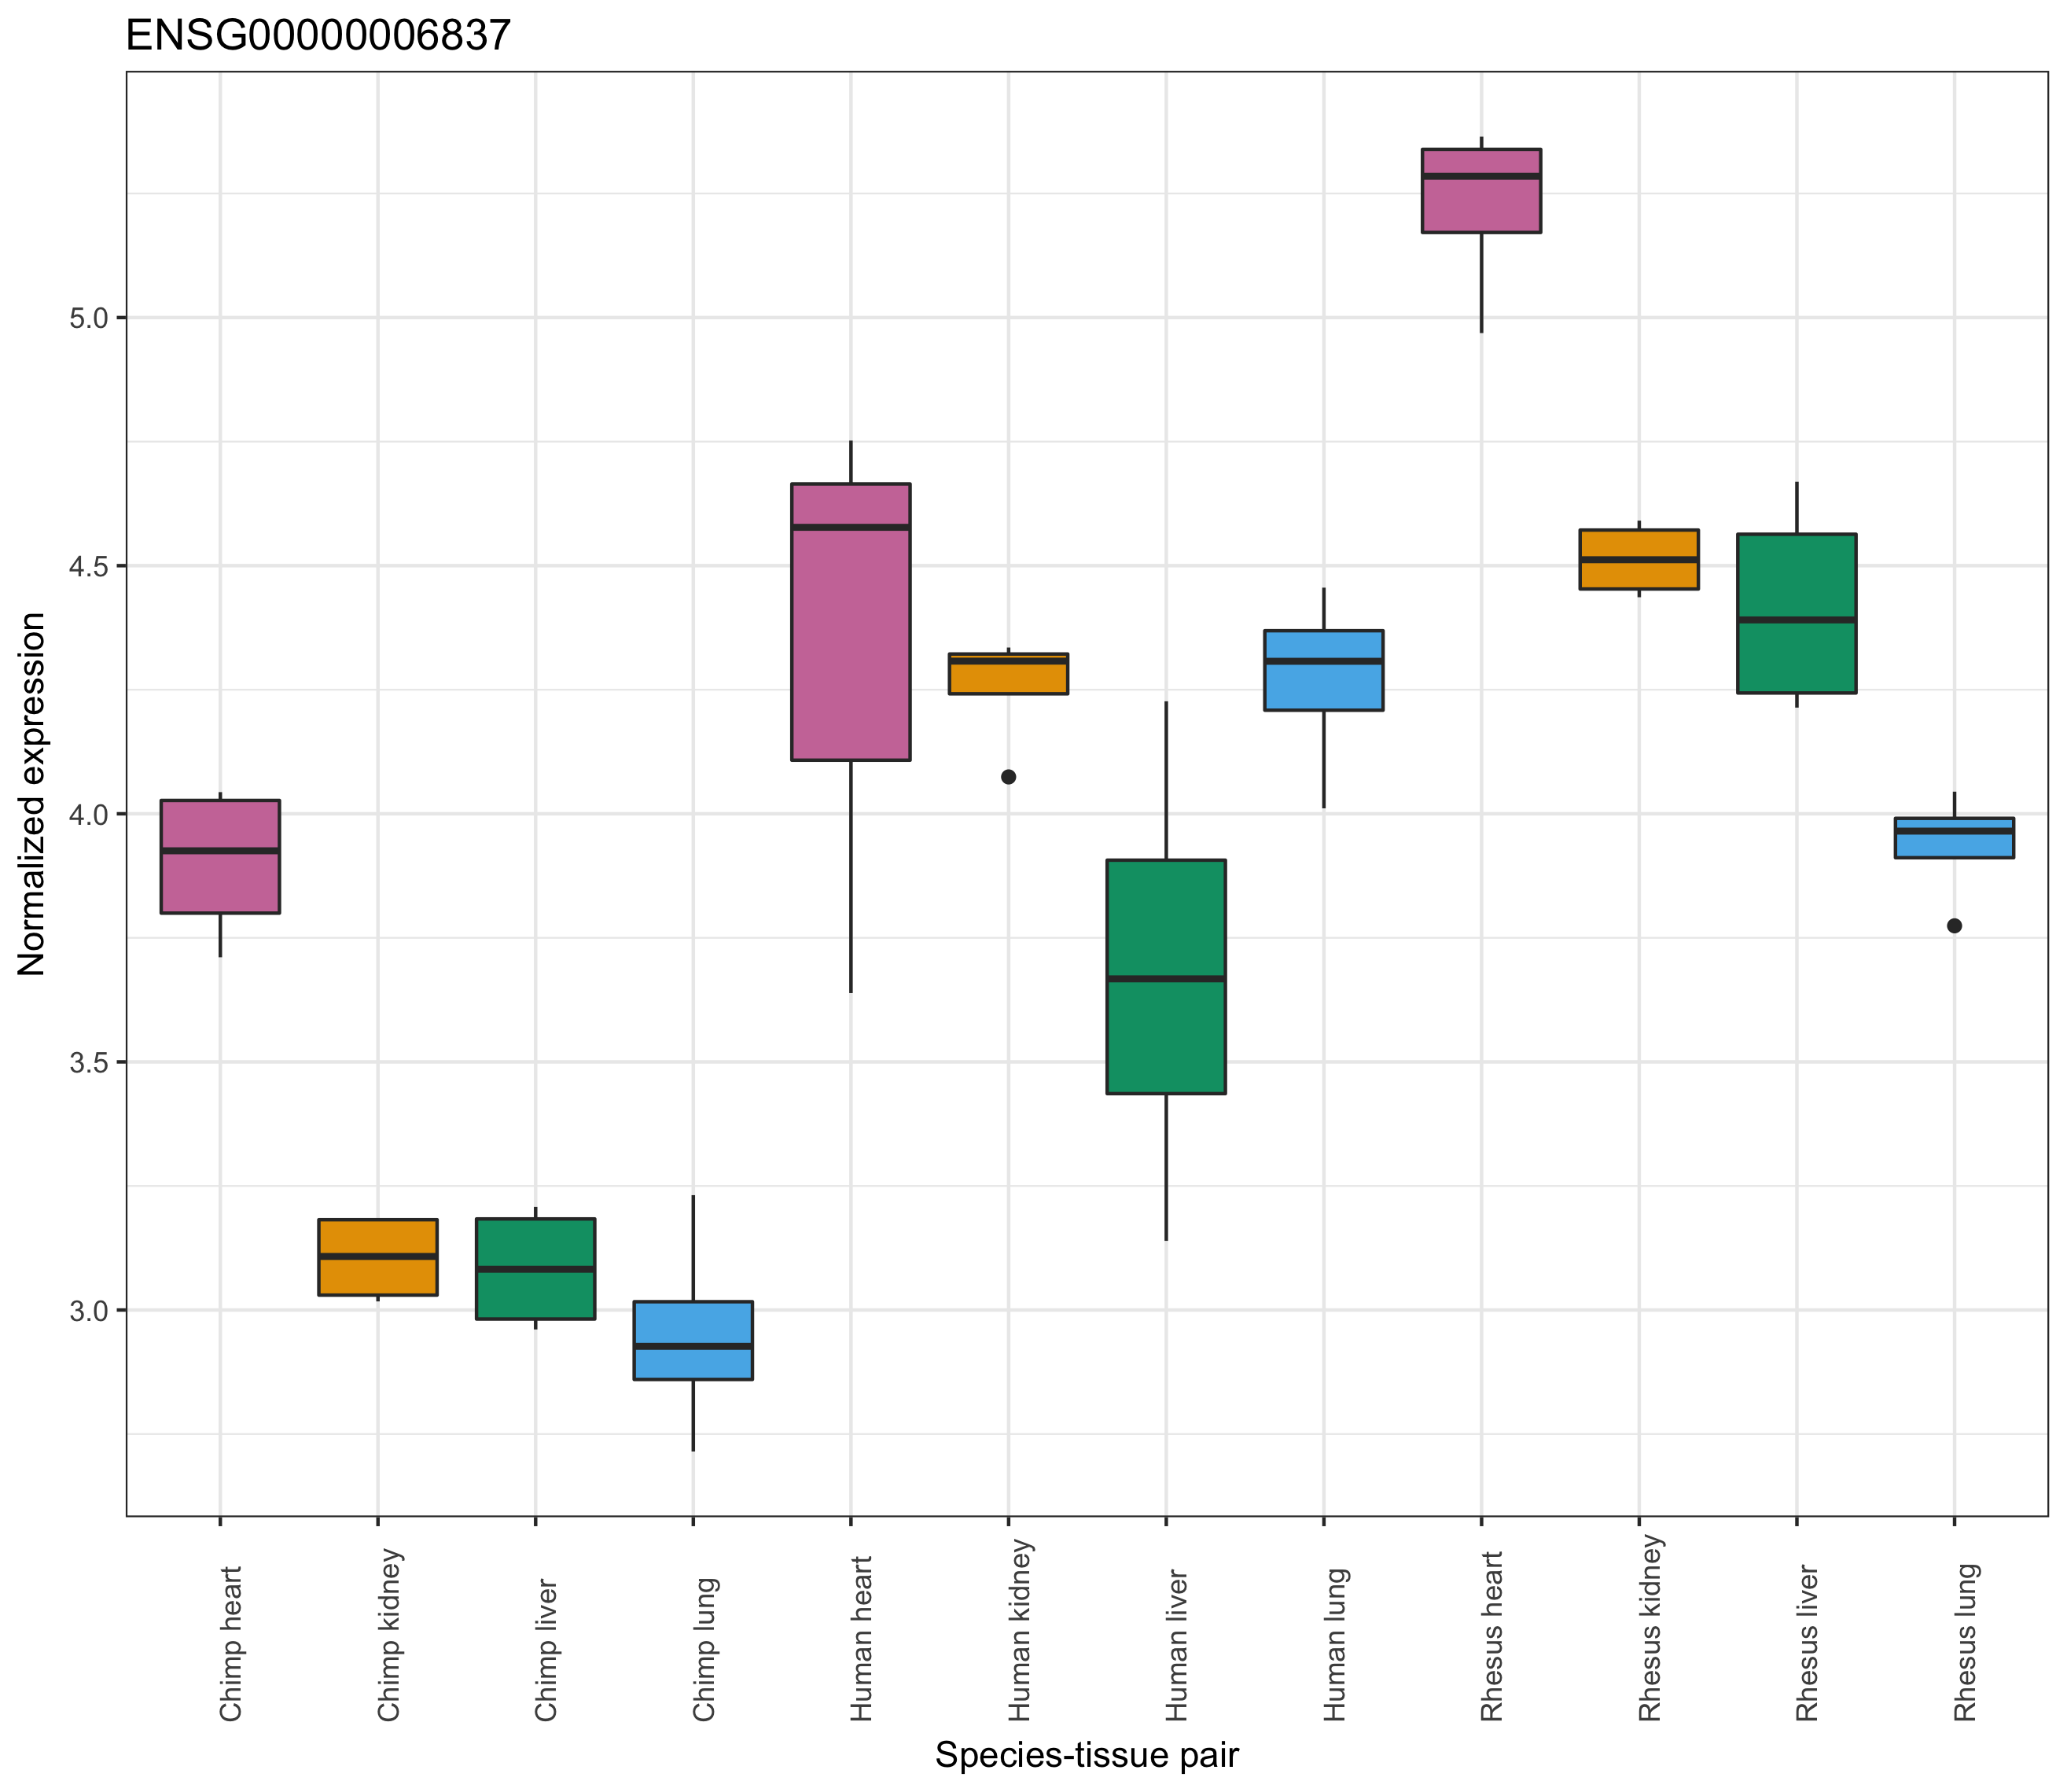 ENSG00000006837
Normalized expression
5.0
4.5
4.0
3.5
3.0
Chimp heart
Chimp kidney
Chimp liver
Chimp lung
Human heart
Human kidney
Human liver
Human lung
Rhesus heart
Rhesus kidney
Rhesus liver
Rhesus lung
Species-tissue pair